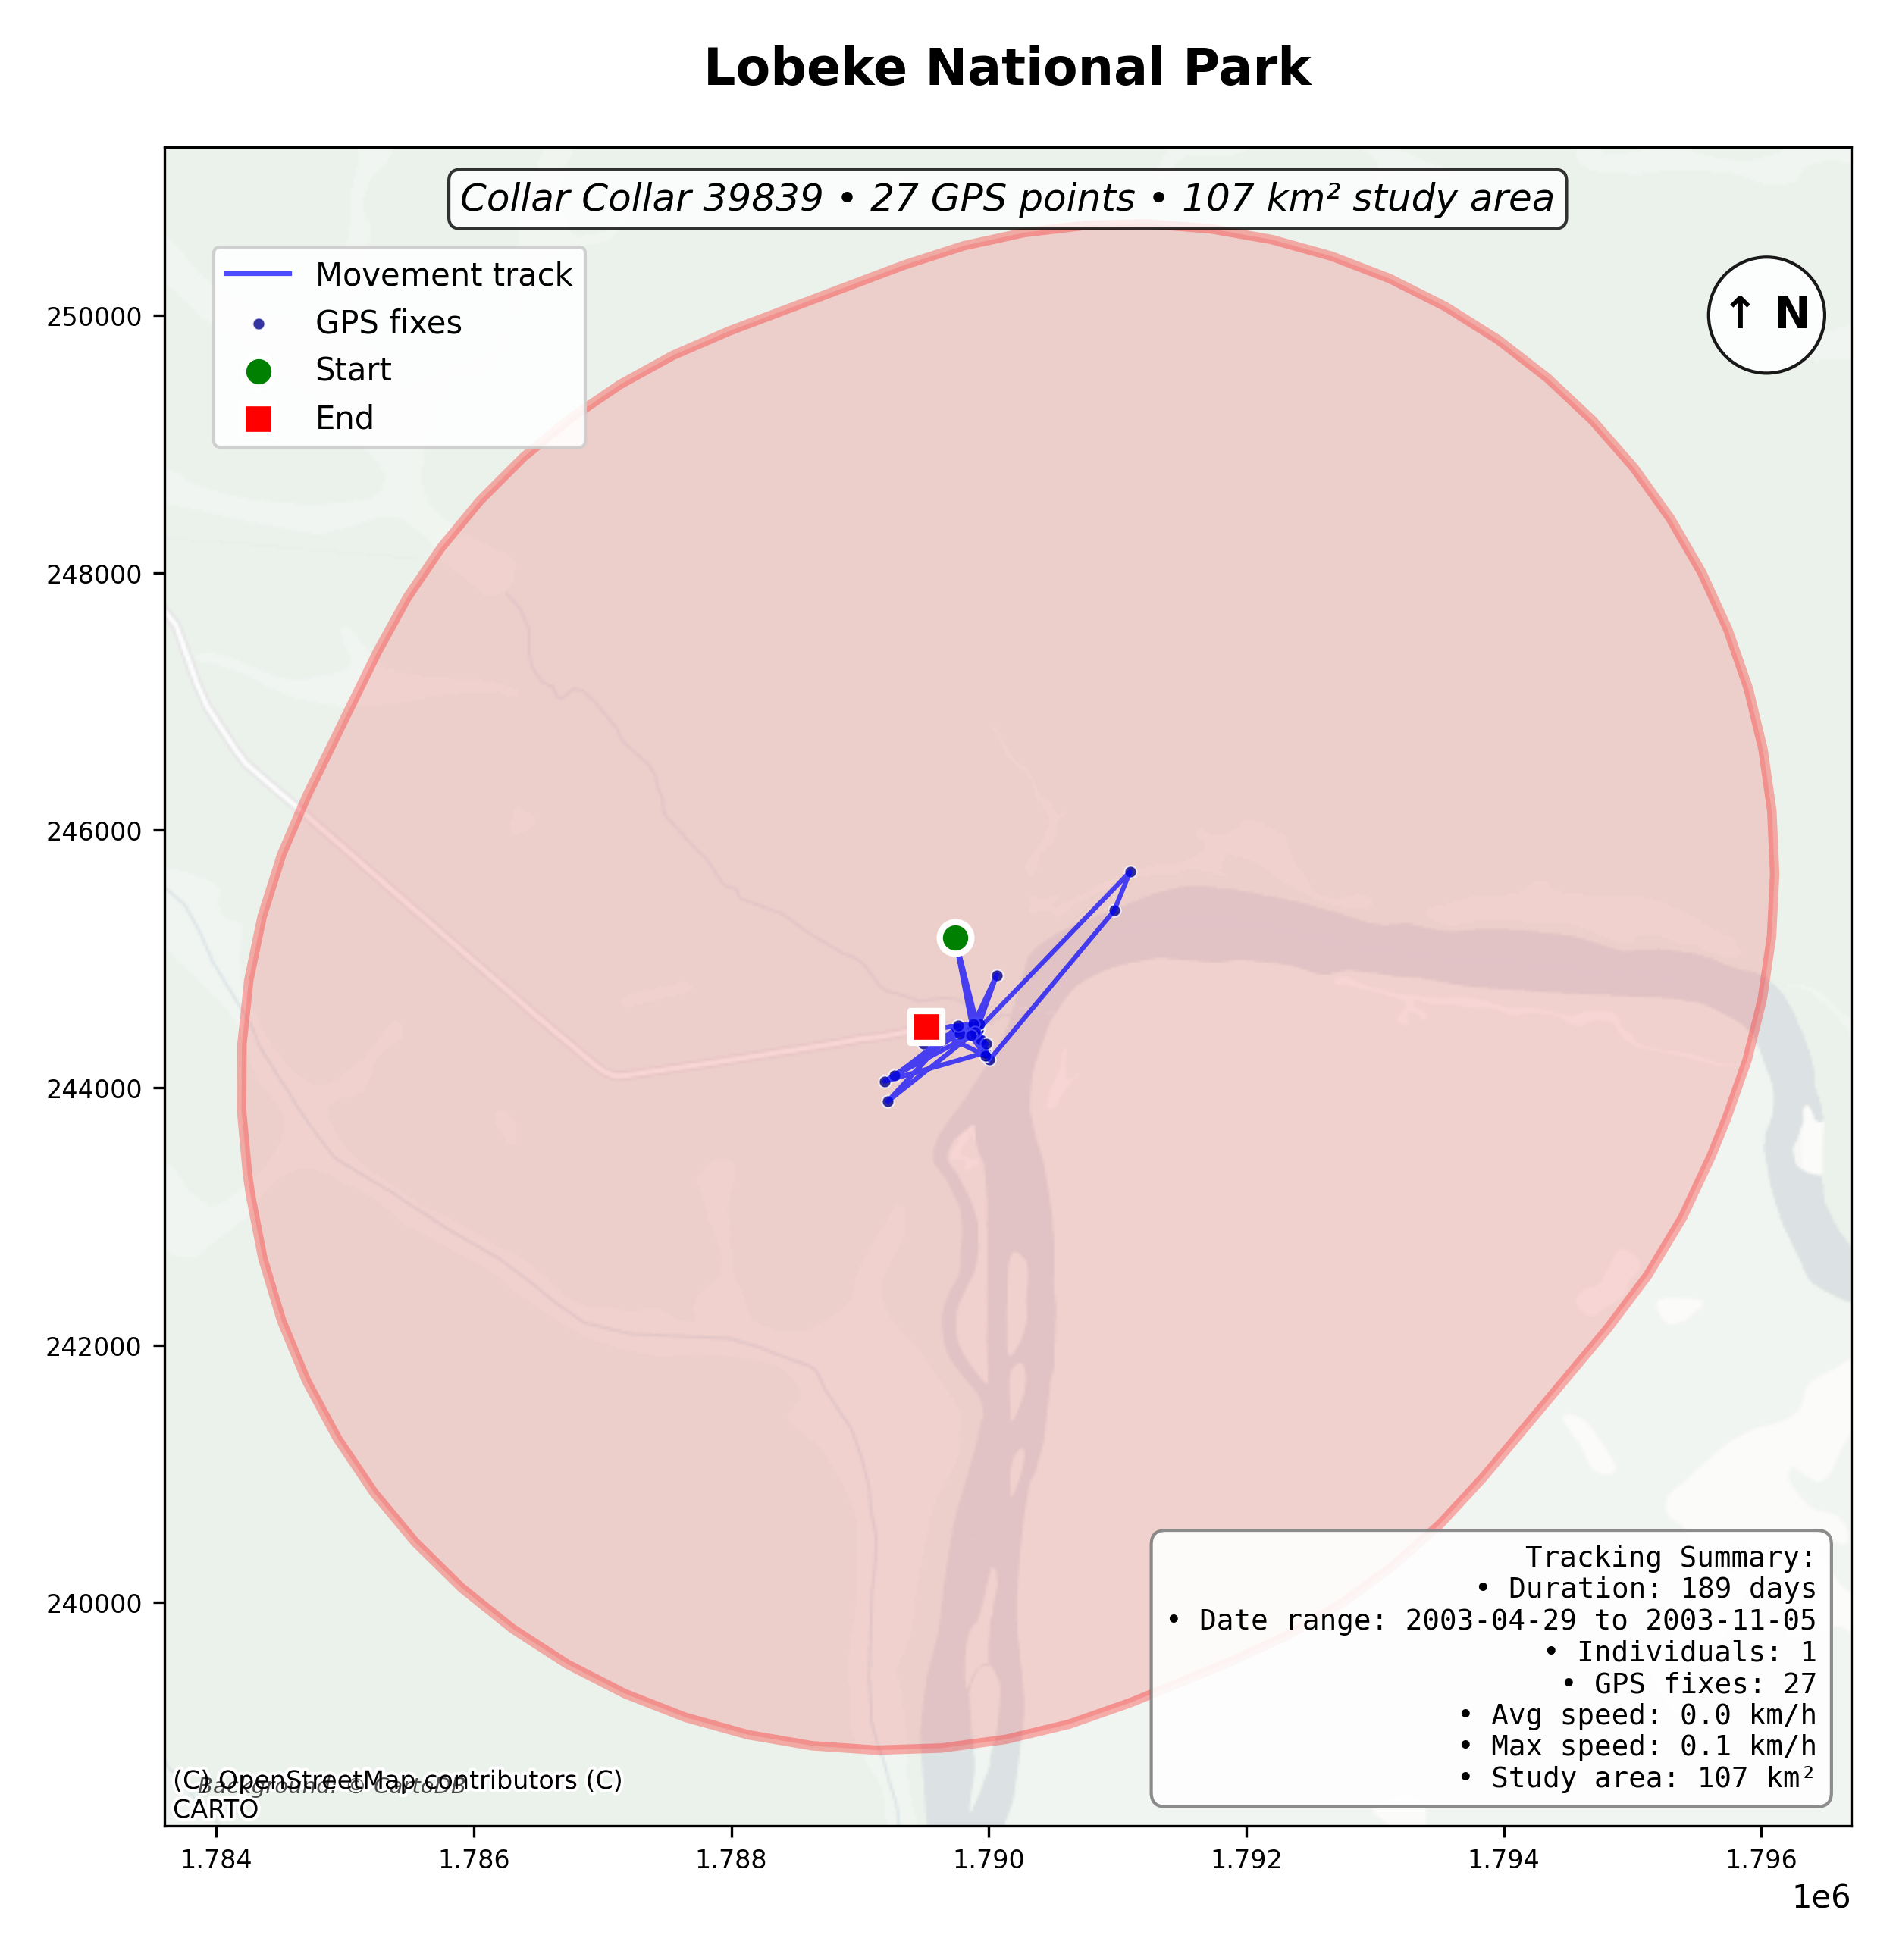 Lobeke National Park
Collar Collar 39839 • 27 GPS points • 107 km² study area
Movement track
GPS fixes
Start
End
↑ N
250000
248000
246000
244000
242000
240000
Tracking Summary:
• Duration: 189 days
• Date range: 2003-04-29 to 2003-11-05
• Individuals: 1
• GPS fixes: 27
• Avg speed: 0.0 km/h
• Max speed: 0.1 km/h
• Study area: 107 km²
(C) OpenStreetMap contributors (C)
CARTO
Background: © CartoDB
1.784 1.786 1.788 1.790 1.792 1.794 1.796
1e6